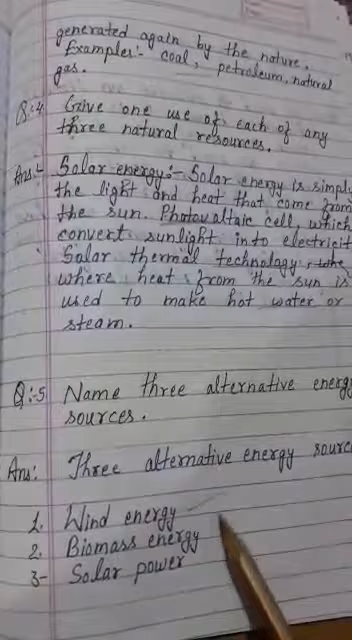 generated again by the nature.
Examples:- coal, petroleum, natural
gas.
Q:4 Give one use of each of any
three natural resources.
Ans:- Solar energy:- Solar energy is simply
the light and heat that come from
the sun. Photovaltaic cell, which
convert sunlight into electricit
Solar thermal technology,
where heat from the sun is
used to make hot water or
steam.
Q:-5 Name three alternative energy
sources.
Ans: Three alternative energy source
1. Wind energy
2. Biomass energy
3- Solar power